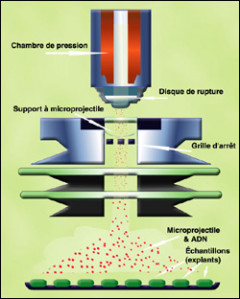 Chambre de pression
Disque de rupture
Support à microprojectile
Grille d'arrêt
Microprojectile
& ADN
Échantillons
(explants)